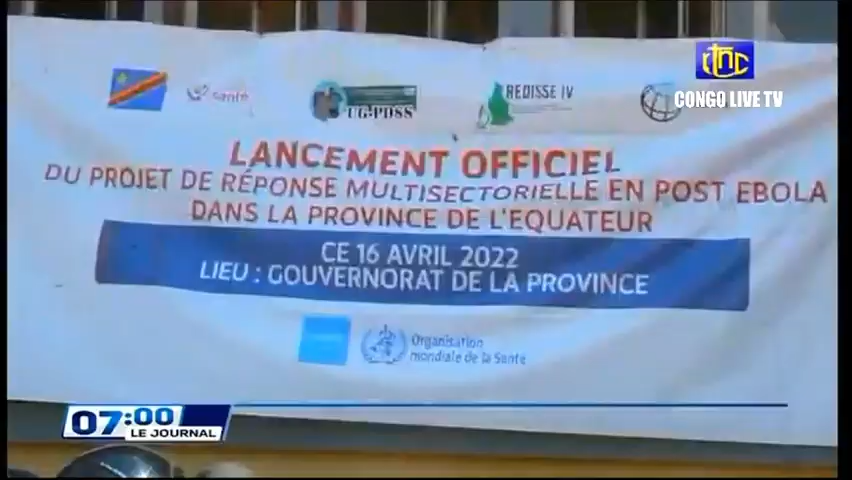 rtnc
CONGO LIVE TV
santé
UG-PDSS
REDISSE IV
LANCEMENT OFFICIEL
DU PROJET DE RÉPONSE MULTISECTORIELLE EN POST EBOLA
DANS LA PROVINCE DE L'EQUATEUR
CE 16 AVRIL 2022
LIEU : GOUVERNORAT DE LA PROVINCE
Organisation
mondiale de la Santé
07:00
LE JOURNAL